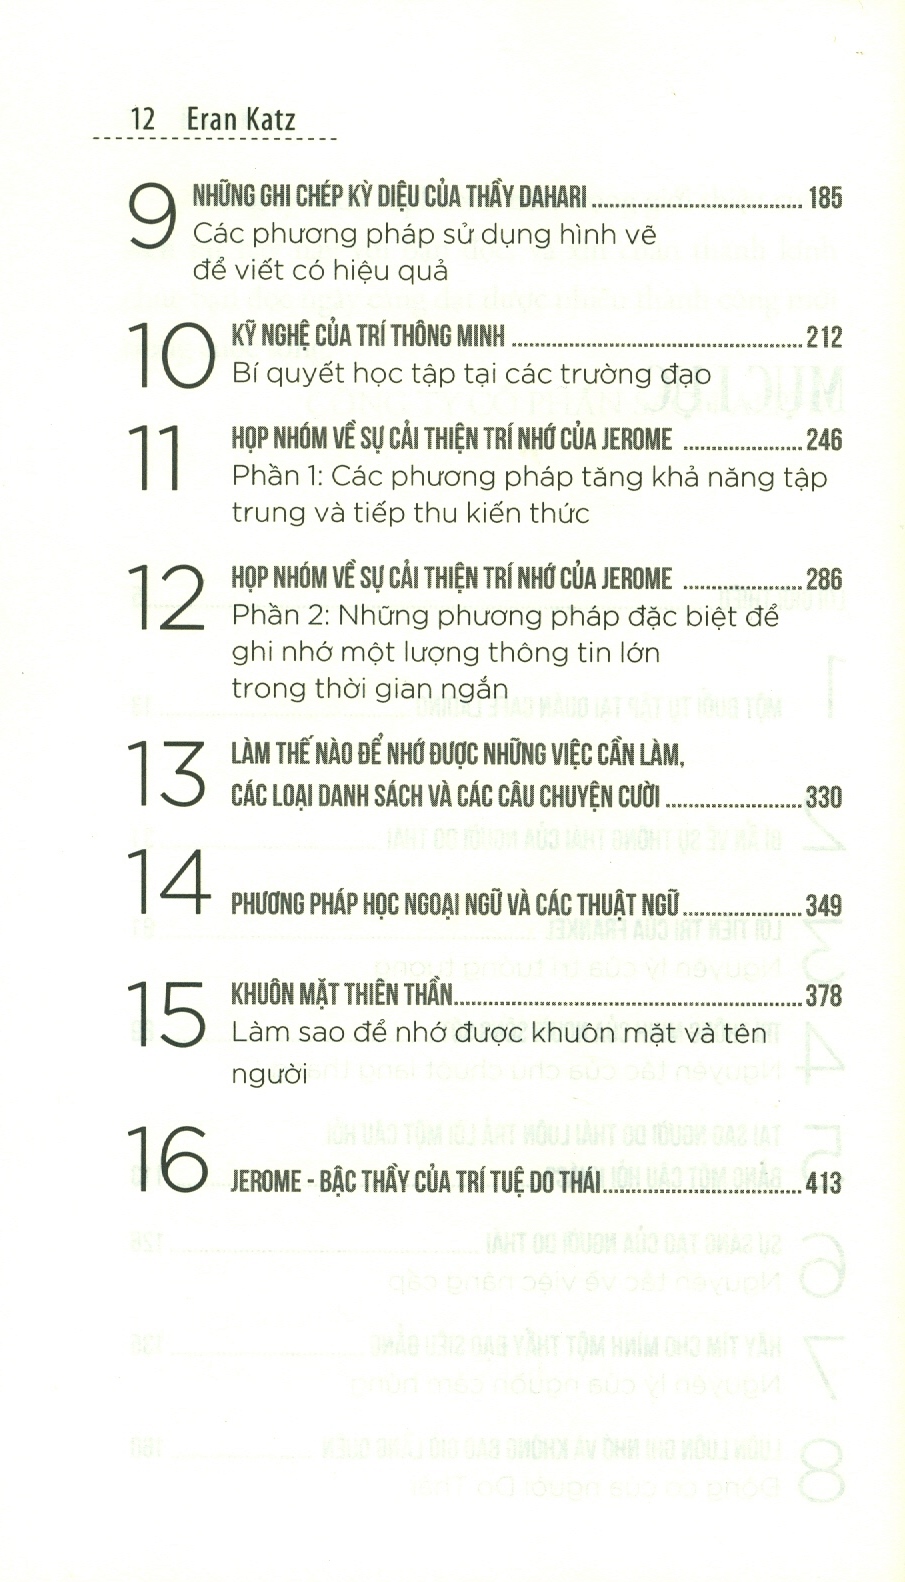 12 Eran Katz
9 NHỮNG GHI CHÉP KỲ DIỆU CỦA THẦY DAHARI ........ 185
Các phương pháp sử dụng hình vẽ
để viết có hiệu quả
10 KỸ NGHỆ CỦA TRÍ THÔNG MINH ........ 212
Bí quyết học tập tại các trường đạo
11 HỌP NHÓM VỀ SỰ CẢI THIỆN TRÍ NHỚ CỦA JEROME ........ 246
Phần 1: Các phương pháp tăng khả năng tập
trung và tiếp thu kiến thức
12 HỌP NHÓM VỀ SỰ CẢI THIỆN TRÍ NHỚ CỦA JEROME ........ 286
Phần 2: Những phương pháp đặc biệt để
ghi nhớ một lượng thông tin lớn
trong thời gian ngắn
13 LÀM THẾ NÀO ĐỂ NHỚ ĐƯỢC NHỮNG VIỆC CẦN LÀM,
CÁC LOẠI DANH SÁCH VÀ CÁC CÂU CHUYỆN CƯỜI ........ 330
14 PHƯƠNG PHÁP HỌC NGOẠI NGỮ VÀ CÁC THUẬT NGỮ ........ 349
15 KHUÔN MẶT THIÊN THẦN ........ 378
Làm sao để nhớ được khuôn mặt và tên
người
16 JEROME - BẬC THẦY CỦA TRÍ TUỆ DO THÁI ........ 413